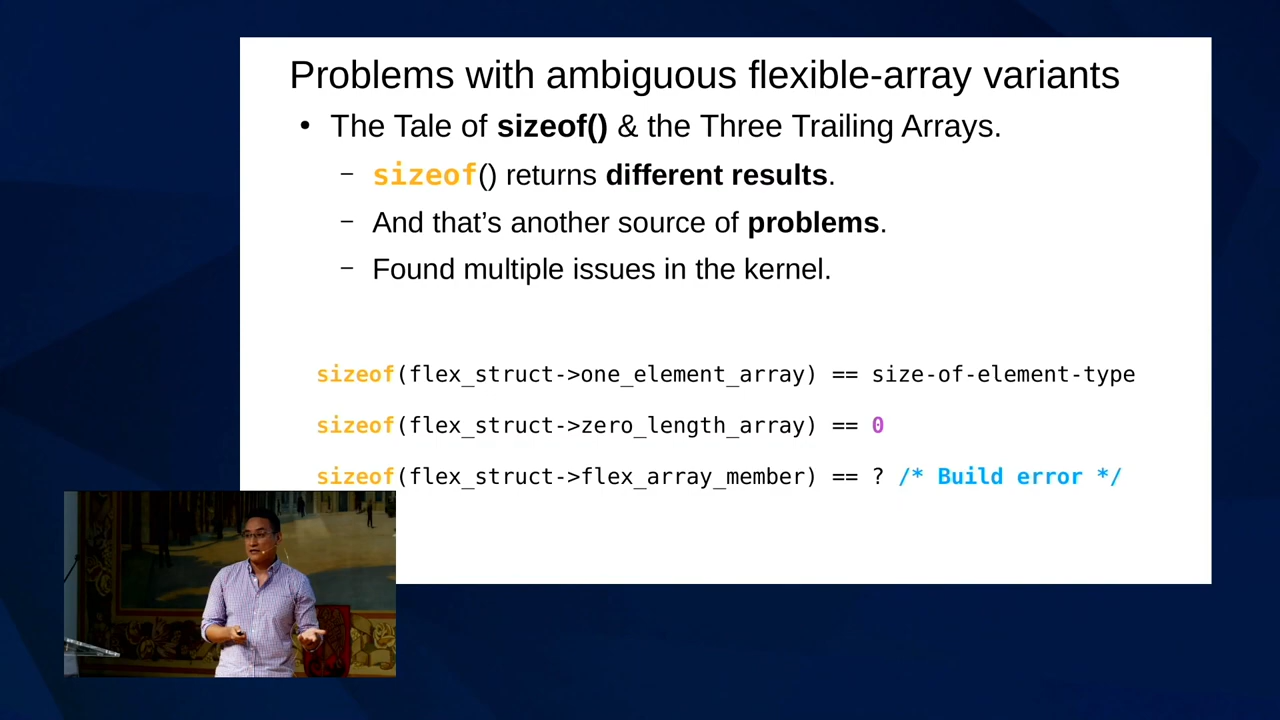 Problems with ambiguous flexible-array variants
• The Tale of sizeof() & the Three Trailing Arrays.
– sizeof() returns different results.
– And that’s another source of problems.
– Found multiple issues in the kernel.
sizeof(flex_struct->one_element_array) == size-of-element-type
sizeof(flex_struct->zero_length_array) == 0
sizeof(flex_struct->flex_array_member) == ? /* Build error */